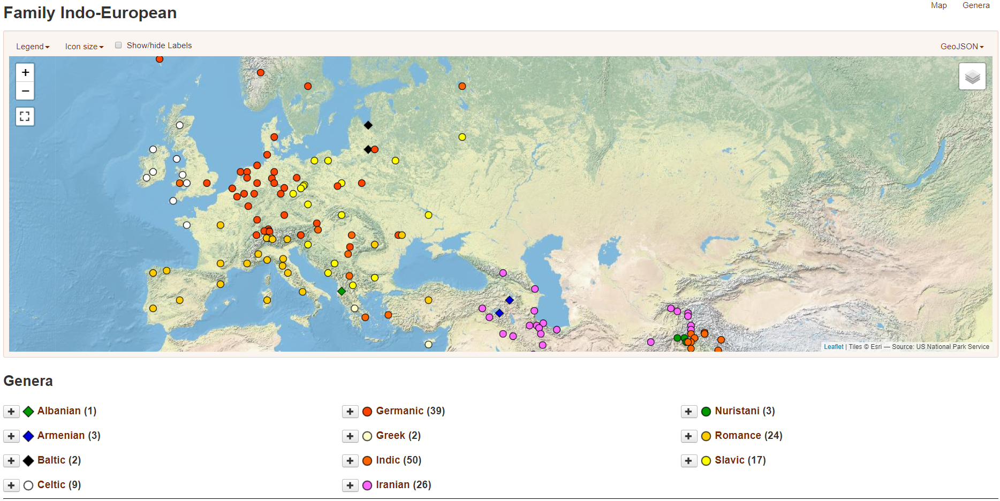 Family Indo-European
Map Genera
Legend Icon size Show/hide Labels GeoJSON
+
−
Leaflet | Tiles © Esri — Source: US National Park Service
Genera
Albanian (1)
Armenian (3)
Baltic (2)
Celtic (9)
Germanic (39)
Greek (2)
Indic (50)
Iranian (26)
Nuristani (3)
Romance (24)
Slavic (17)